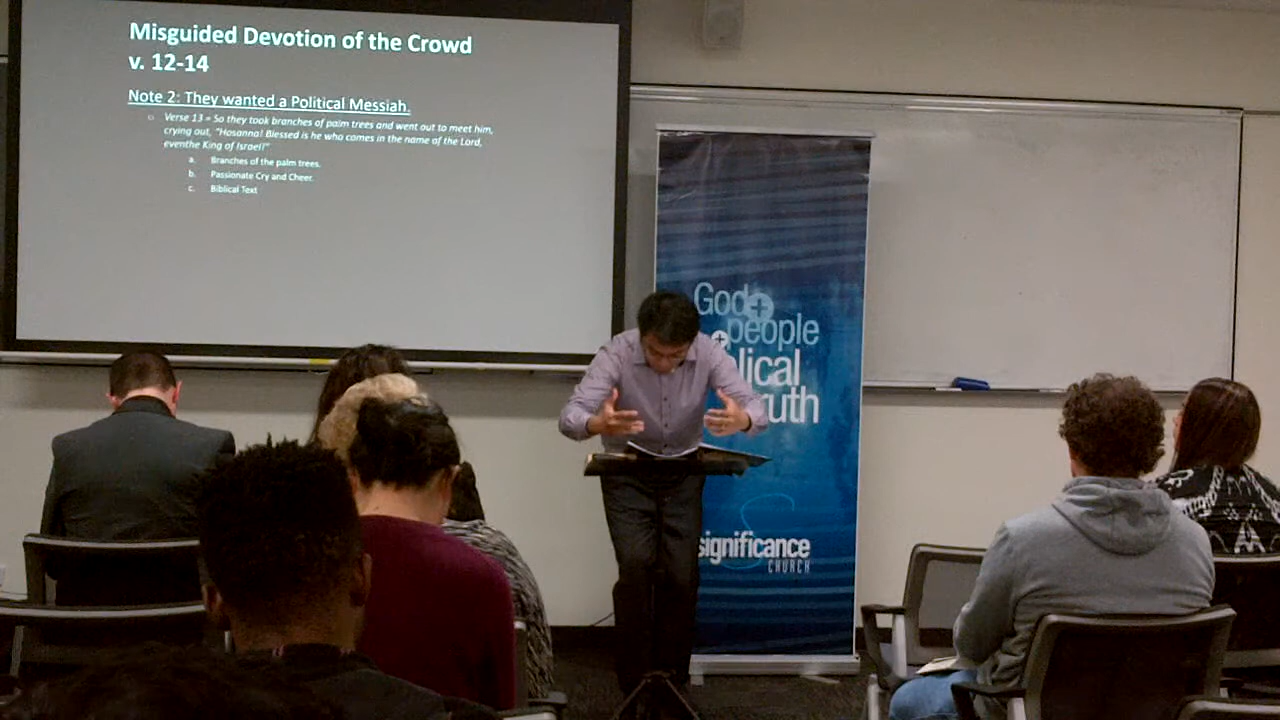 Misguided Devotion of the Crowd
v. 12-14
Note 2: They wanted a Political Messiah.
Verse 13 = So they took branches of palm trees and went out to meet him,
crying out, "Hosanna! Blessed is he who comes in the name of the Lord,
eventhe King of Israel!"
a. Branches of the palm trees.
b. Passionate Cry and Cheer.
c. Biblical Text
God+
+people
+
significance
CHURCH